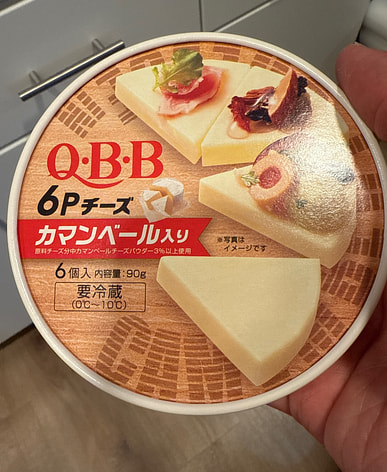 Q・B・B
6Pチーズ
カマンベール入り
原料チーズ分中カマンベールチーズパウダー3%以上使用
※写真は
イメージです
6個入 内容量:90g
要冷蔵
(0℃~10℃)